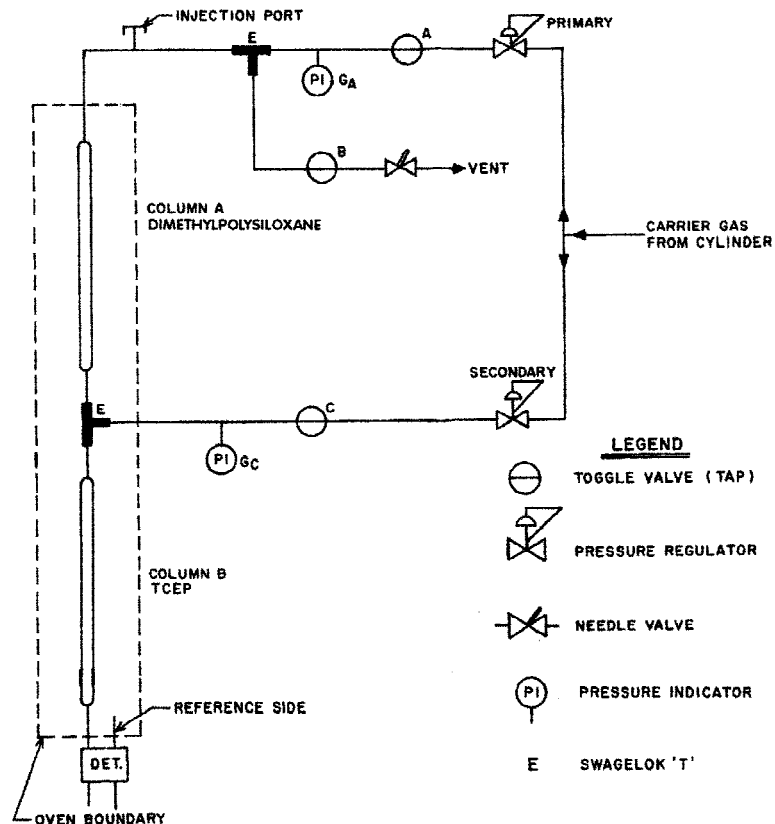 INJECTION PORT
E
A
PRIMARY
PI GA
B
VENT
COLUMN A
DIMETHYLPOLYSILOXANE
CARRIER GAS
FROM CYLINDER
SECONDARY
E
C
PI GC
LEGEND
TOGGLE VALVE (TAP)
PRESSURE REGULATOR
COLUMN B
TCEP
NEEDLE VALVE
PI PRESSURE INDICATOR
REFERENCE SIDE
DET.
E SWAGELOK 'T'
OVEN BOUNDARY